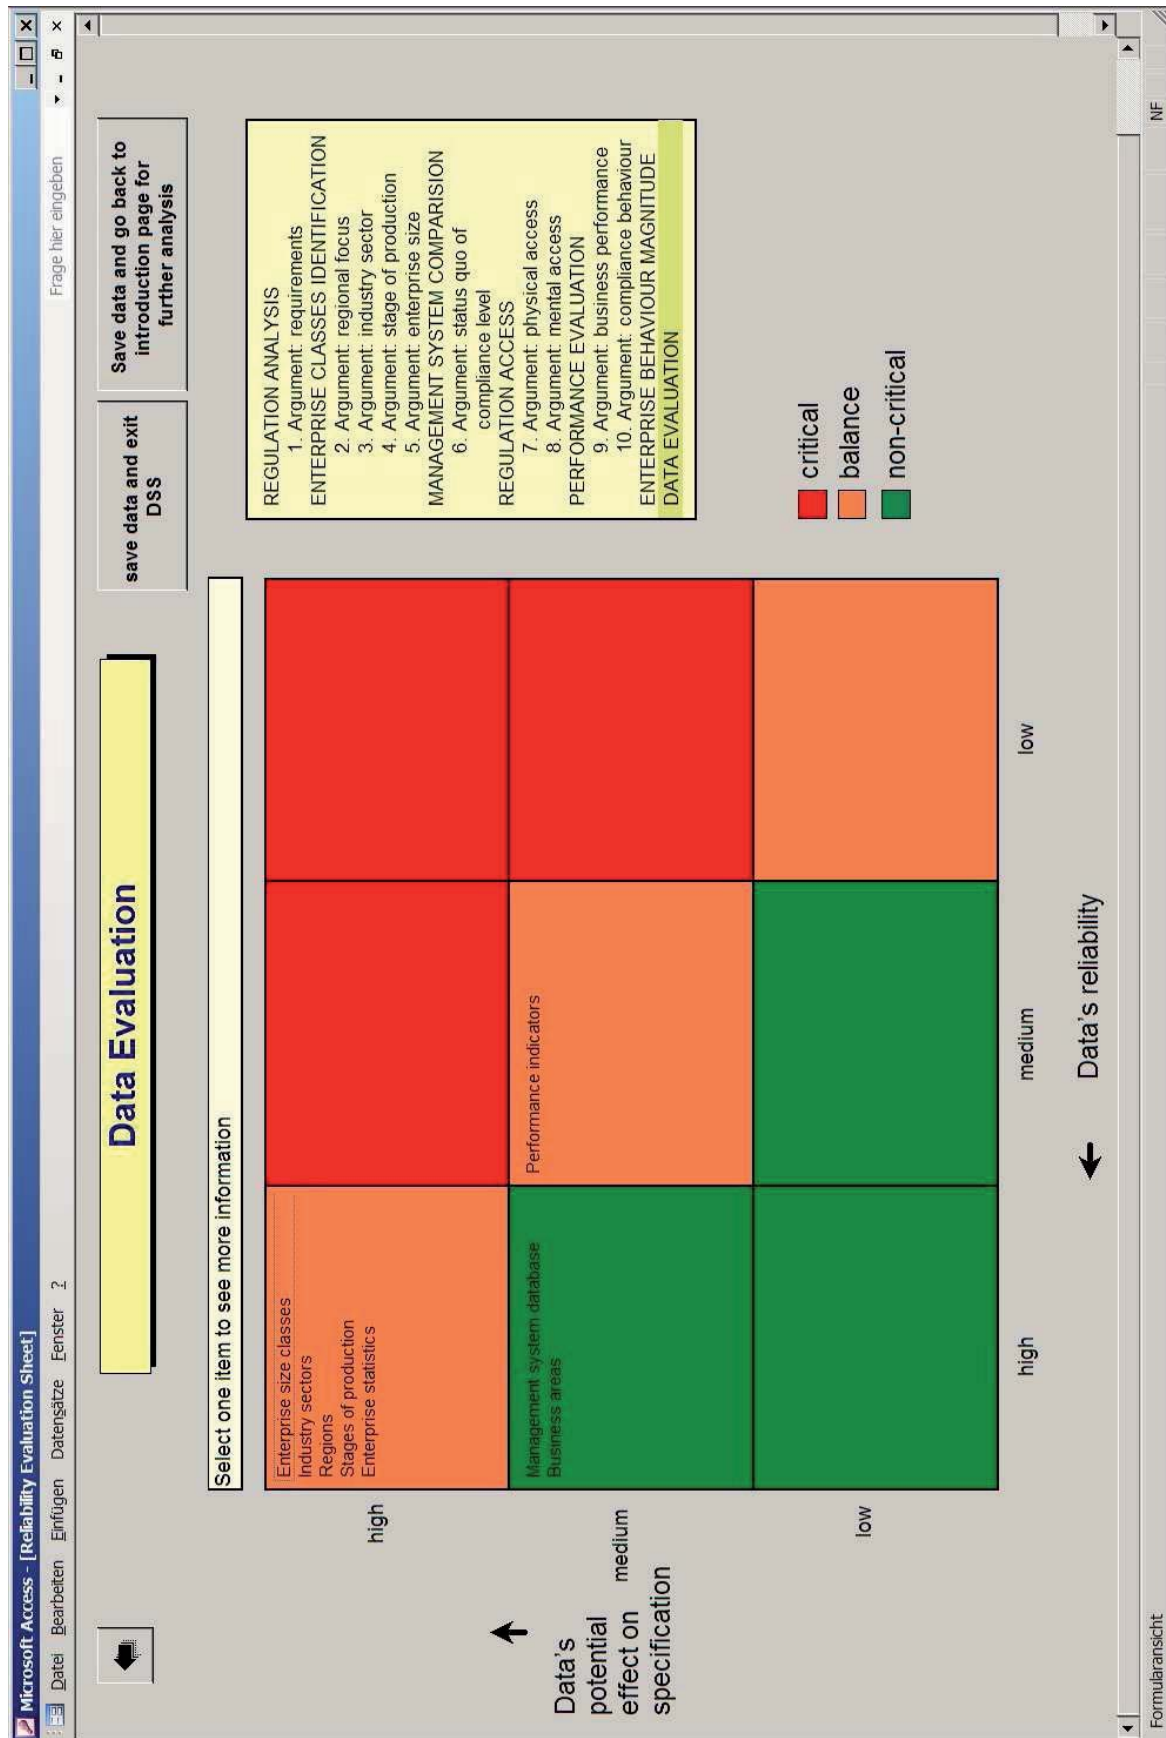 Microsoft Access - [Reliability Evaluation Sheet]
Datei Bearbeiten Einfügen Datensätze Fenster ?
Frage hier eingeben
Data Evaluation
save data and exit
DSS
Save data and go back to
introduction page for
further analysis
Select one item to see more information
Data's
potential
effect on
specification
high
medium
low
Enterprise size classes
Industry sectors
Regions
Stages of production
Enterprise statistics
Management system database
Business areas
Performance indicators
high
medium
low
Data's reliability
REGULATION ANALYSIS
1. Argument: requirements
ENTERPRISE CLASSES IDENTIFICATION
2. Argument: regional focus
3. Argument: industry sector
4. Argument: stage of production
5. Argument: enterprise size
MANAGEMENT SYSTEM COMPARISION
6. Argument: status quo of
compliance level
REGULATION ACCESS
7. Argument: physical access
8. Argument: mental access
PERFORMANCE EVALUATION
9. Argument: business performance
10. Argument: compliance behaviour
ENTERPRISE BEHAVIOUR MAGNITUDE
DATA EVALUATION
critical
balance
non-critical
Formularansicht
NF